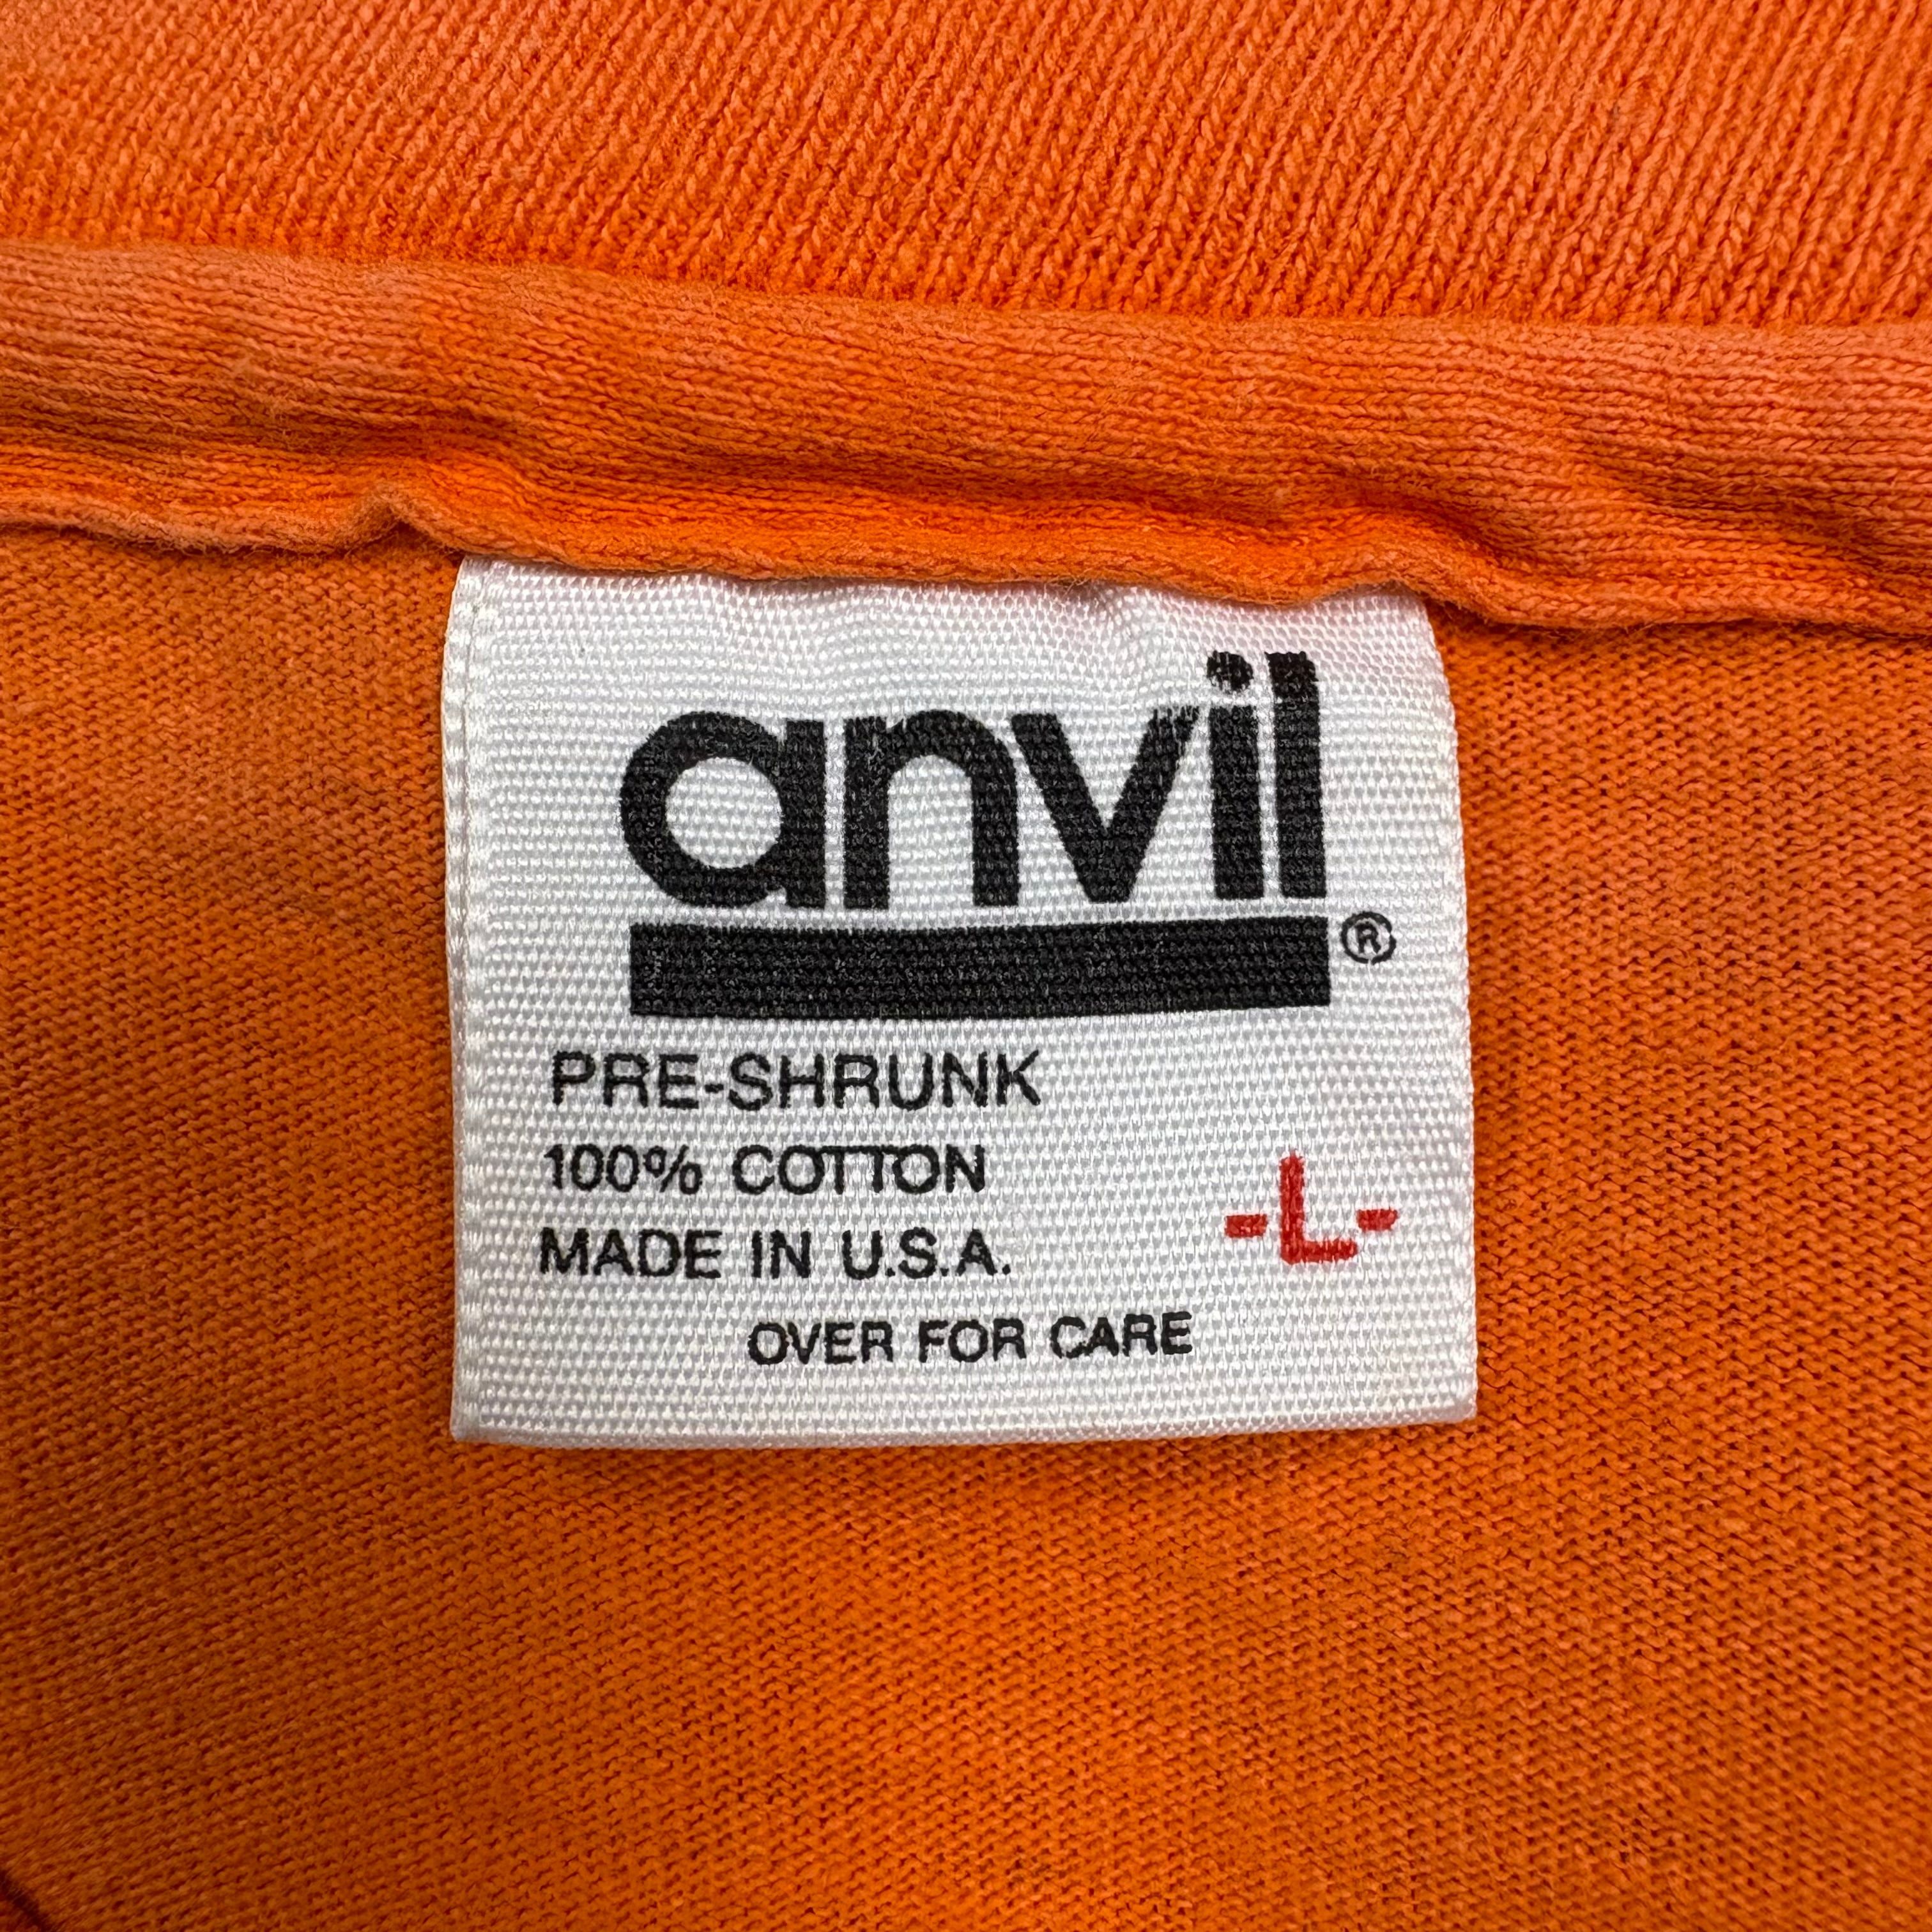 anvil
®
PRE-SHRUNK
100% COTTON
MADE IN U.S.A.
-L-
OVER FOR CARE